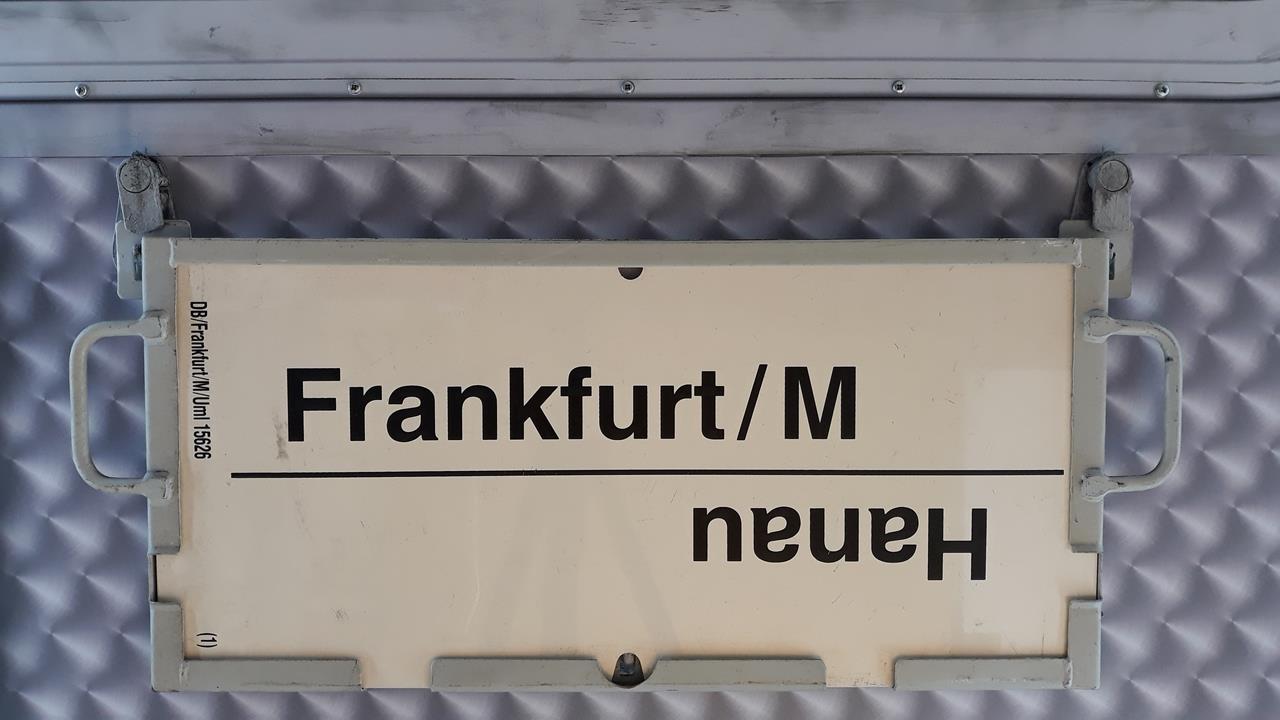 Frankfurt/M
Hanau
DB/Frankfurt/M/Uml 15626
(1)